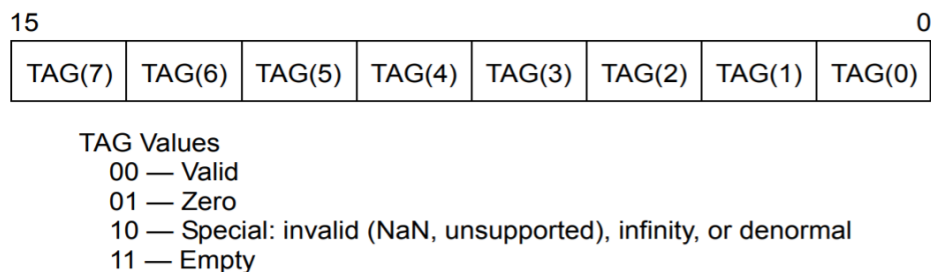 15 0
TAG(7) TAG(6) TAG(5) TAG(4) TAG(3) TAG(2) TAG(1) TAG(0)
TAG Values
00 — Valid
01 — Zero
10 — Special: invalid (NaN, unsupported), infinity, or denormal
11 — Empty